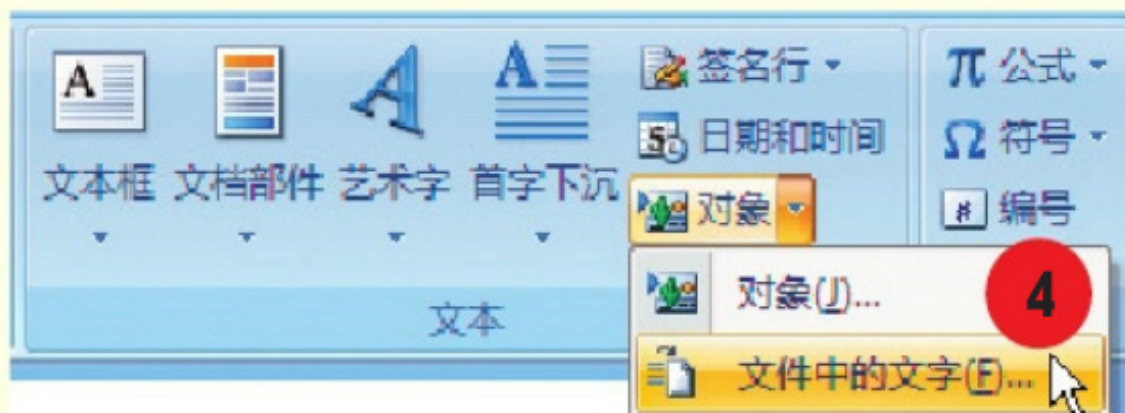 签名行
公式
日期和时间
符号
文本框 文档部件 艺术字 首字下沉
对象
编号
文本
对象(J)...
4
文件中的文字(F)...